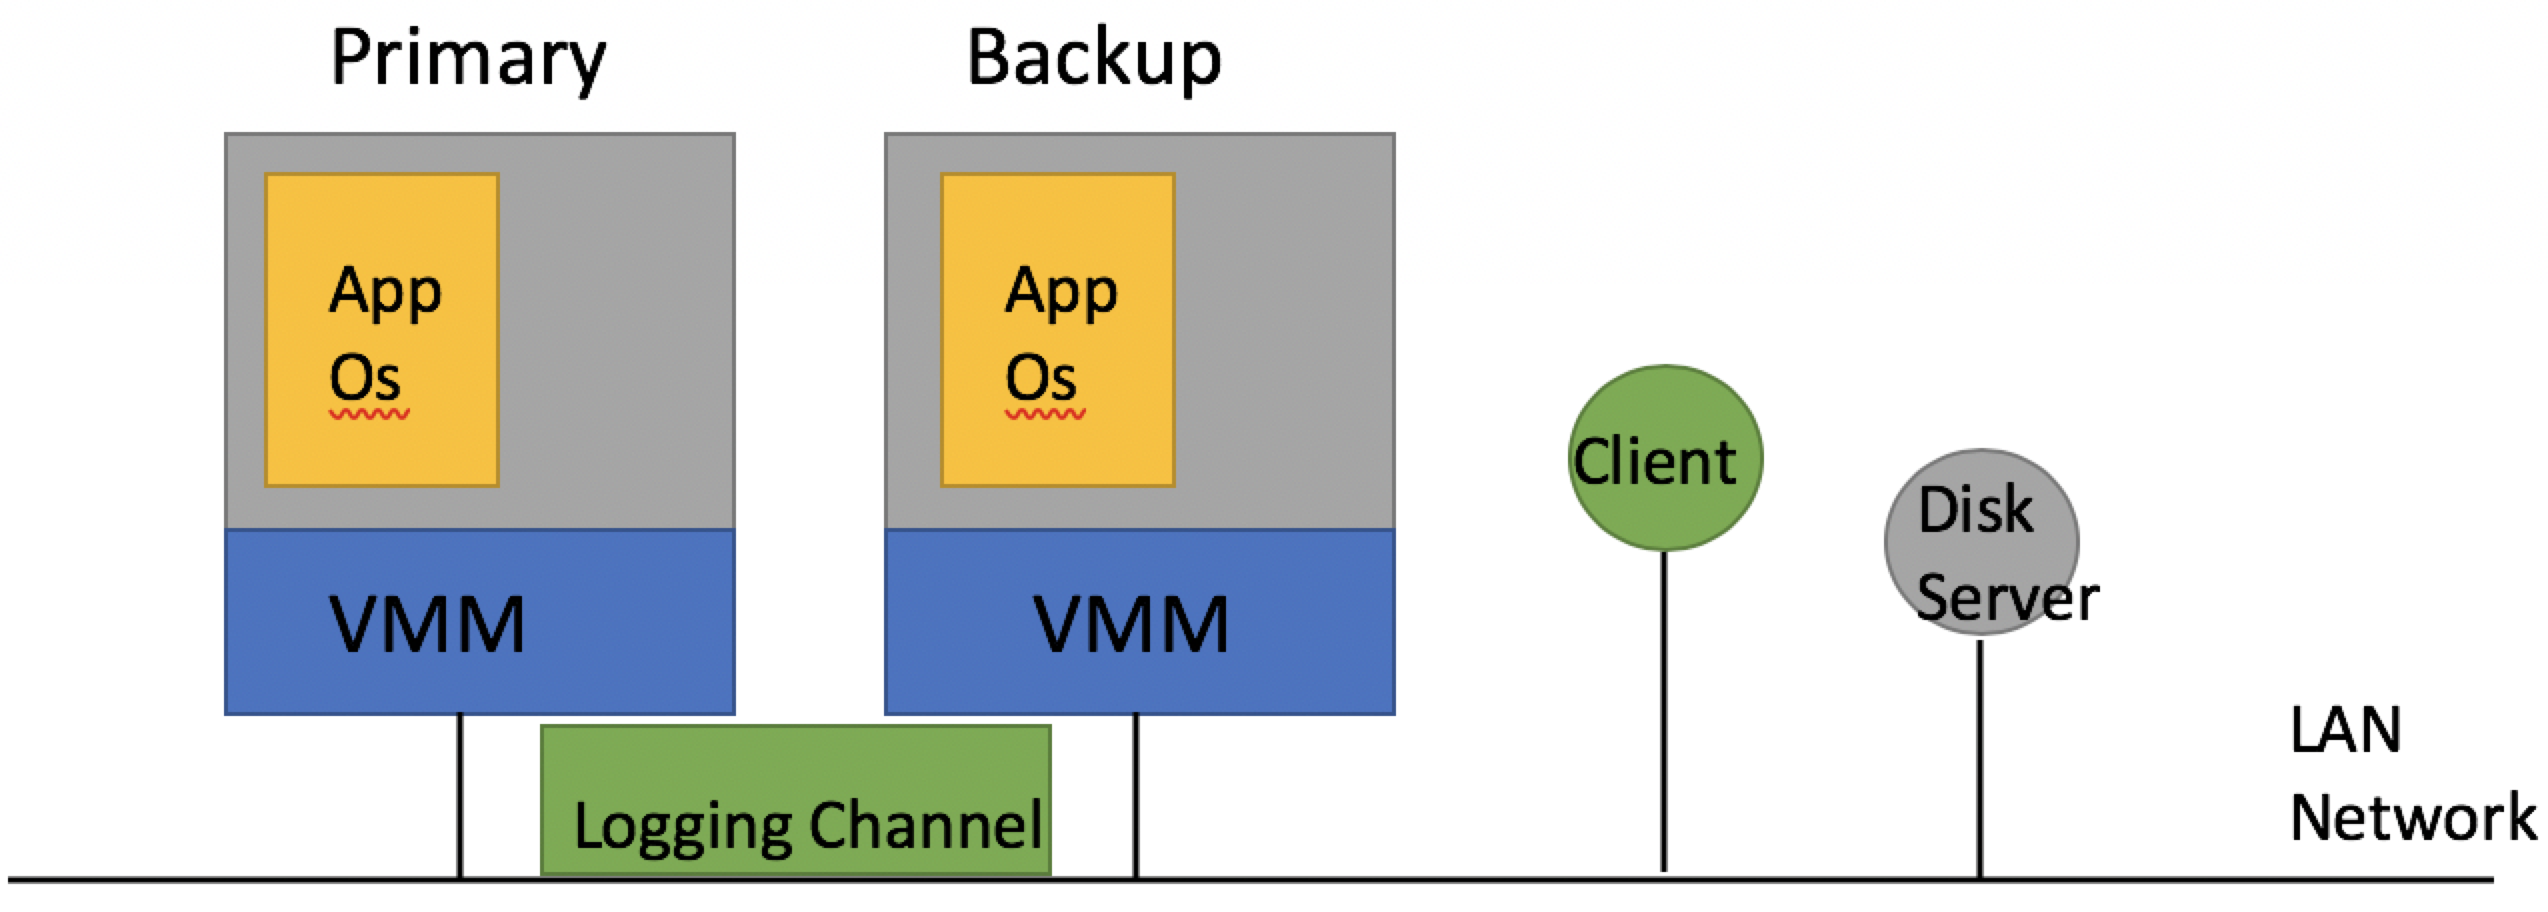 Primary
Backup
App
Os
App
Os
VMM
VMM
Logging Channel
Client
Disk
Server
LAN
Network